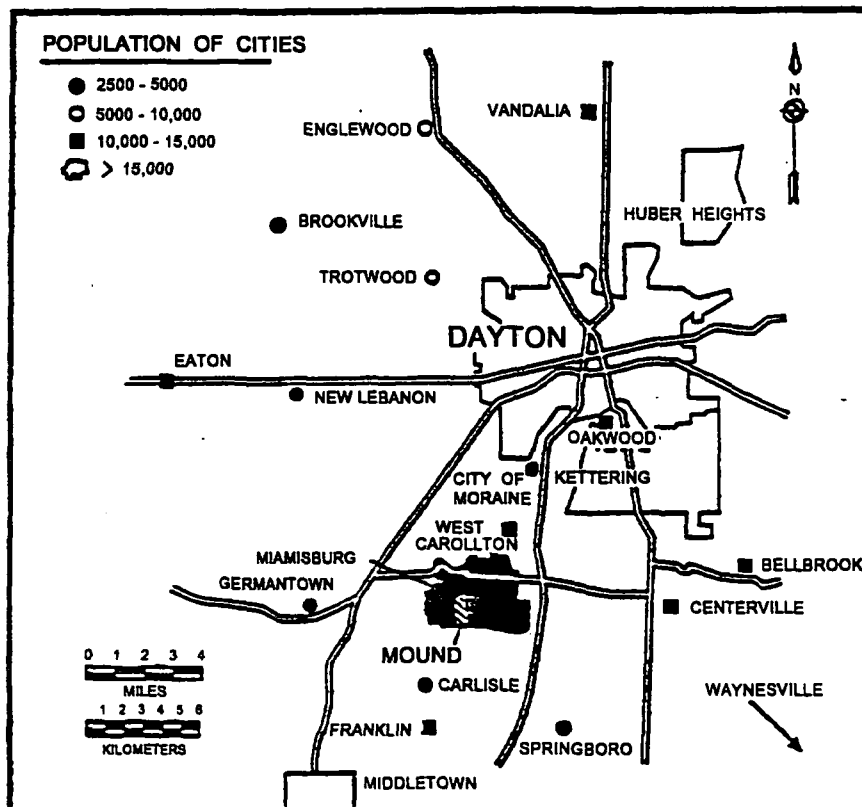 POPULATION OF CITIES
2500 - 5000
5000 - 10,000
10,000 - 15,000
> 15,000
N
VANDALIA
ENGLEWOOD
HUBER HEIGHTS
BROOKVILLE
TROTWOOD
DAYTON
EATON
NEW LEBANON
OAKWOOD
CITY OF
MORAINE
KETTERING
WEST
CAROLLTON
MIAMISBURG
GERMANTOWN
BELLBROOK
CENTERVILLE
MOUND
CARLISLE
WAYNESVILLE
FRANKLIN
SPRINGBORO
MIDDLETOWN
0 1 2 3 4
MILES
1 2 3 4 5 6
KILOMETERS